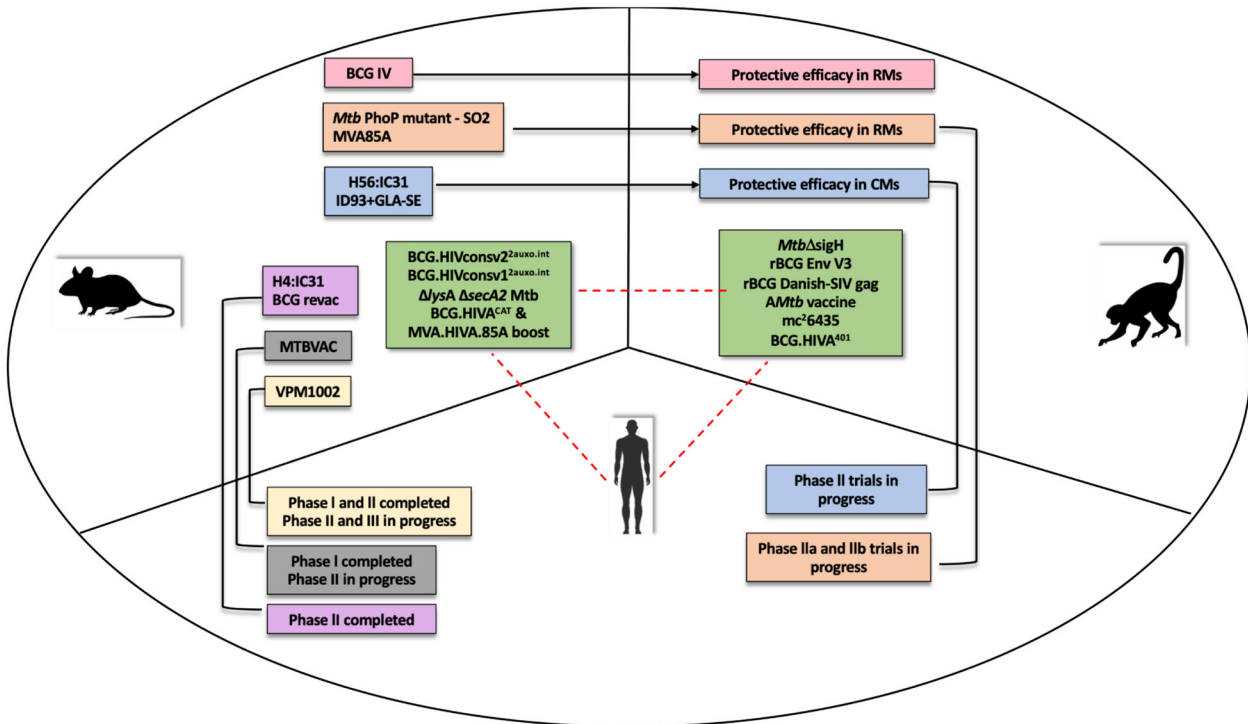 BCG IV
Protective efficacy in RMs
Mtb PhoP mutant - SO2
MVA85A
Protective efficacy in RMs
H56:IC31
ID93+GLA-SE
Protective efficacy in CMs
BCG.HIVconsv2²ᵃᵘˣᵒ·ⁱⁿᵗ
BCG.HIVconsv1²ᵃᵘˣᵒ·ⁱⁿᵗ
ΔlysA ΔsecA2 Mtb
BCG.HIVAᶜᴬᵀ &
MVA.HIVA.85A boost
MtbΔsigH
rBCG Env V3
rBCG Danish-SIV gag
AMtb vaccine
mc²6435
BCG.HIVA⁴⁰¹
H4:IC31
BCG revac
MTBVAC
VPM1002
Phase I and II completed
Phase II and III in progress
Phase I completed
Phase II in progress
Phase II completed
Phase II trials in
progress
Phase IIa and IIb trials in
progress